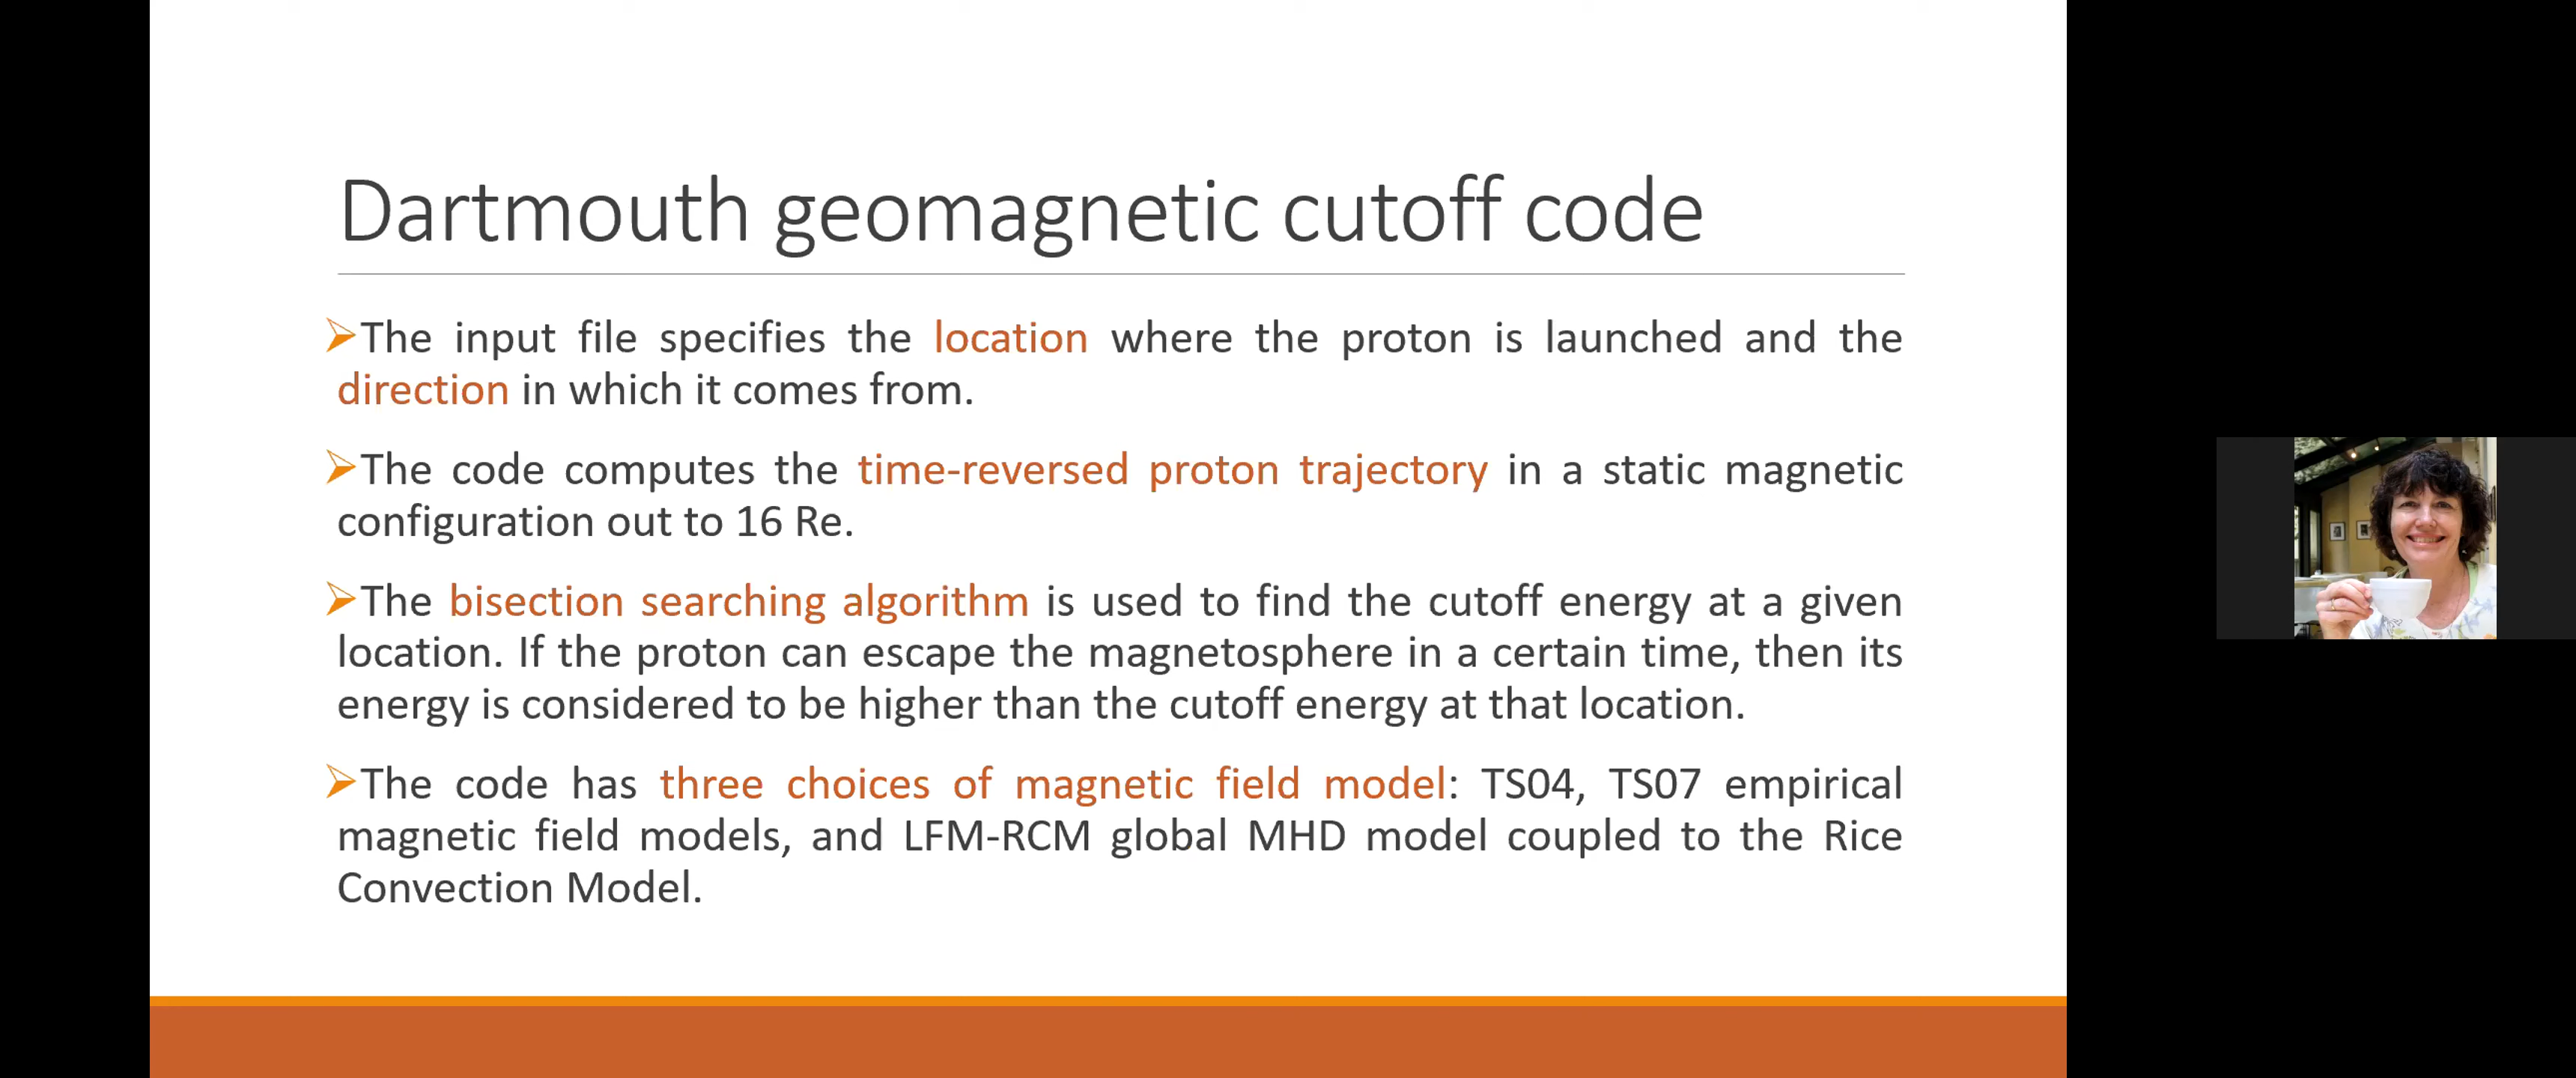 Dartmouth geomagnetic cutoff code
The input file specifies the location where the proton is launched and the
direction in which it comes from.
The code computes the time-reversed proton trajectory in a static magnetic
configuration out to 16 Re.
The bisection searching algorithm is used to find the cutoff energy at a given
location. If the proton can escape the magnetosphere in a certain time, then its
energy is considered to be higher than the cutoff energy at that location.
The code has three choices of magnetic field model: TS04, TS07 empirical
magnetic field models, and LFM-RCM global MHD model coupled to the Rice
Convection Model.